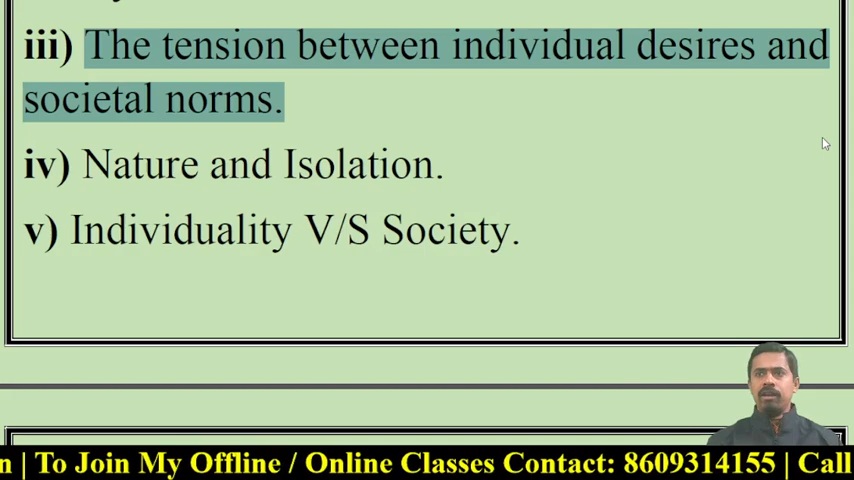 iii) The tension between individual desires and
societal norms.
iv) Nature and Isolation.
v) Individuality V/S Society.
n | To Join My Offline / Online Classes Contact: 8609314155 | Call